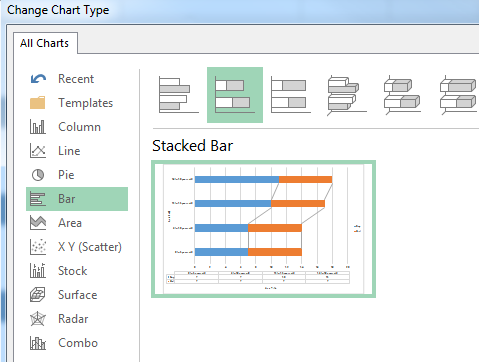 Change Chart Type
All Charts
Recent
Templates
Column
Line
Pie
Bar
Area
X Y (Scatter)
Stock
Surface
Radar
Combo
Stacked Bar